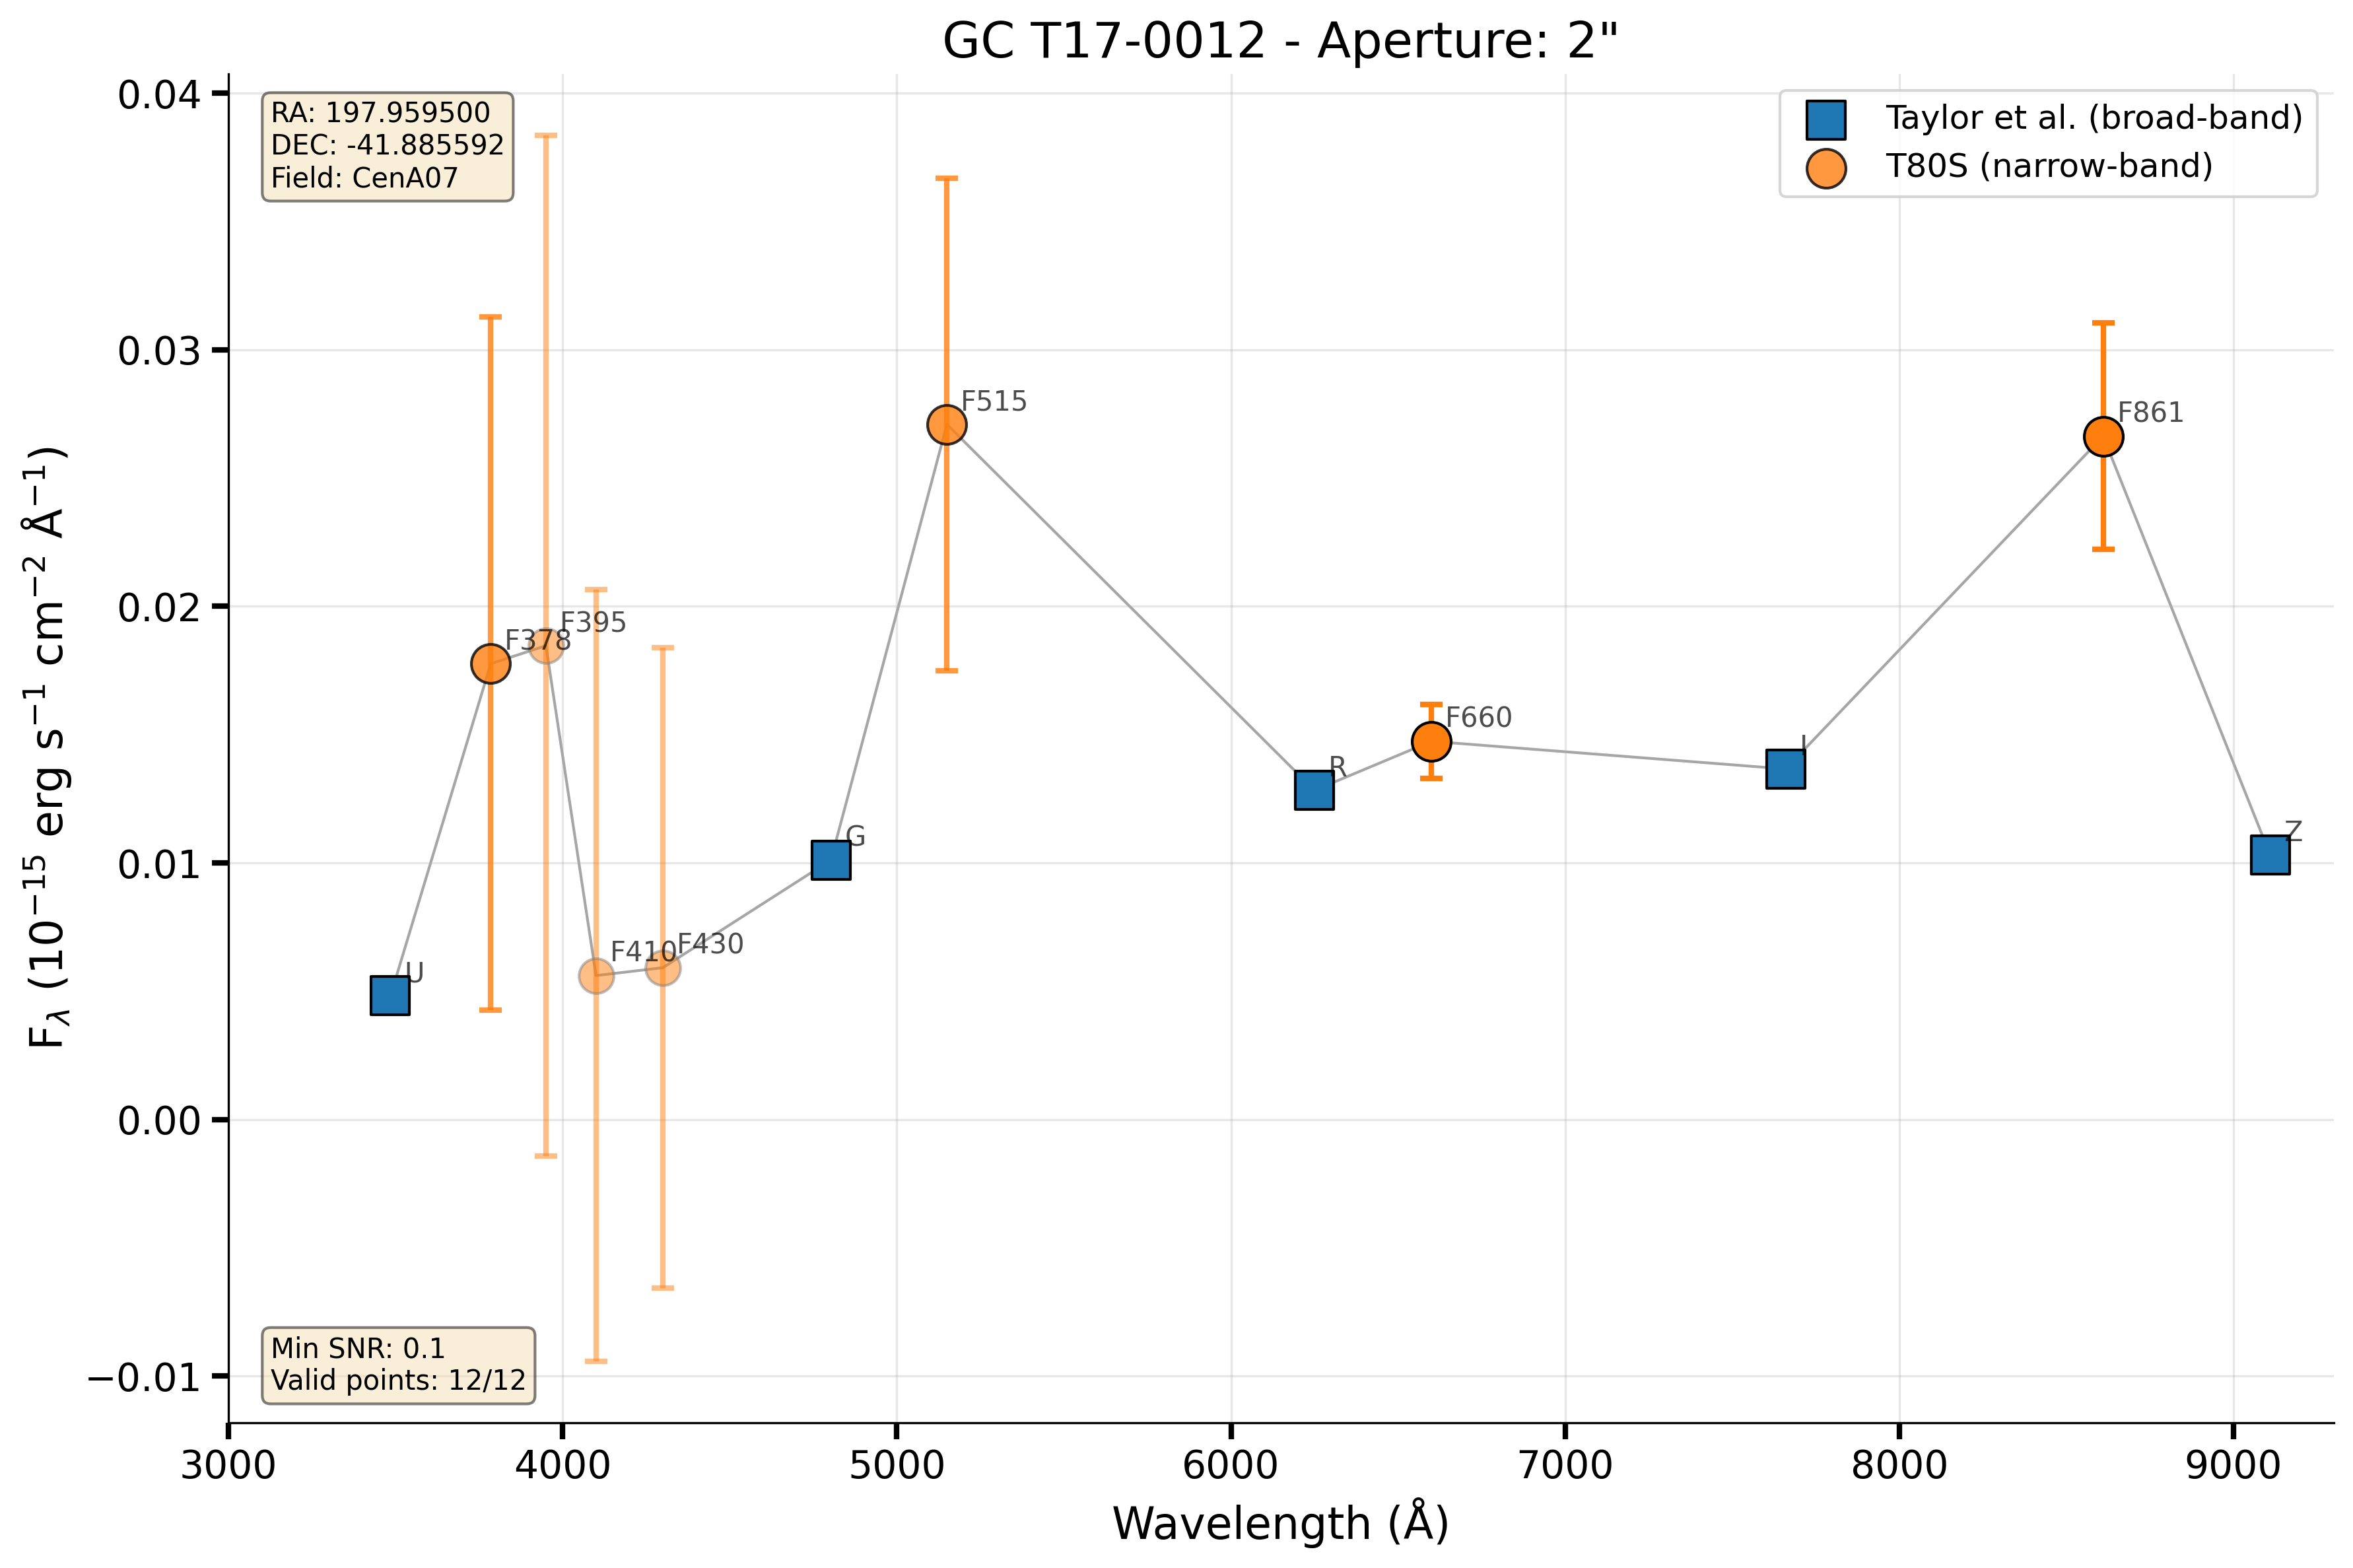 GC T17-0012 - Aperture: 2"
RA: 197.959500
DEC: -41.885592
Field: CenA07
Taylor et al. (broad-band)
T80S (narrow-band)
0.04
0.03
0.02
0.01
0.00
−0.01
F_λ (10⁻¹⁵ erg s⁻¹ cm⁻² Å⁻¹)
U
F378
F395
F410
F430
G
F515
R
F660
I
F861
Z
Min SNR: 0.1
Valid points: 12/12
3000 4000 5000 6000 7000 8000 9000
Wavelength (Å)